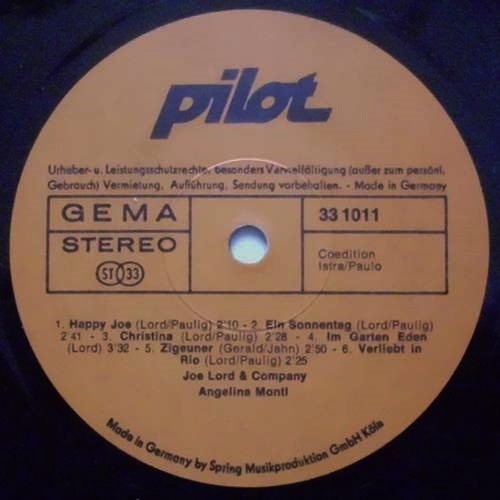 pilot
Urheber- u. Leistungsschutzrechte, besonders Vervielfältigung (außer zum persönl.
Gebrauch) Vermietung, Aufführung, Sendung vorbehalten. - Made in Germany
GEMA
33 1011
STEREO
ST 33
Coedition
Istra/Paulo
1. Happy Joe (Lord/Paulig) 2'10 - 2. Ein Sonnentag (Lord/Paulig)
2'41 - 3. Christina (Lord/Paulig) 2'28 - 4. Im Garten Eden
(Lord) 3'32 - 5. Zigeuner (Gerald/Jahn) 2'50 - 6. Verliebt in
Rio (Lord/Paulig) 2'25
Joe Lord & Company
Angelina Monti
Made in Germany by Spring Musikproduktion GmbH Köln